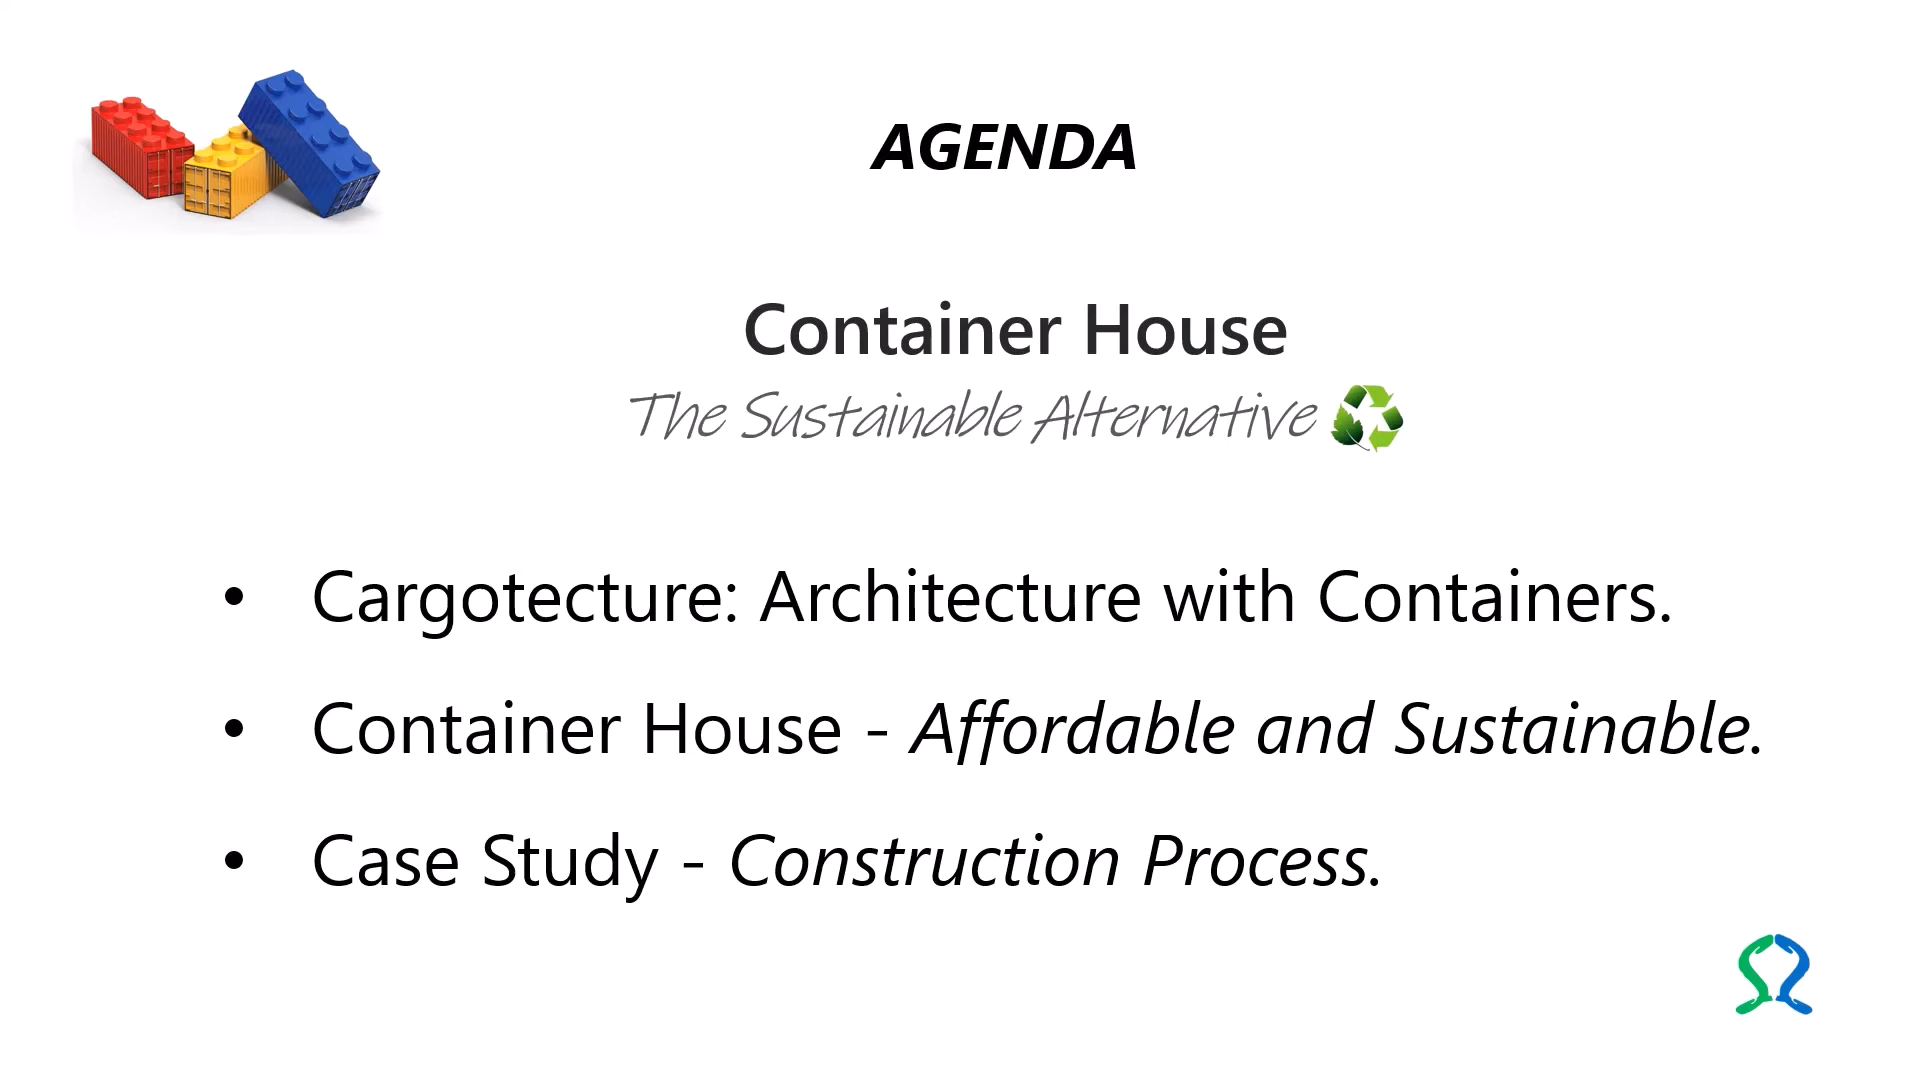 AGENDA
Container House
The Sustainable Alternative
• Cargotecture: Architecture with Containers.
• Container House - Affordable and Sustainable.
• Case Study - Construction Process.